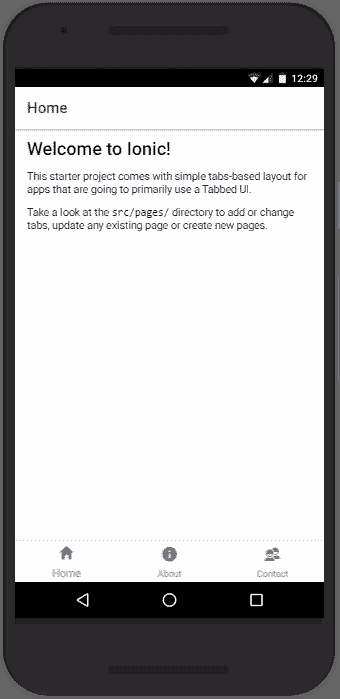 12:29
Home
Welcome to Ionic!
This starter project comes with simple tabs-based layout for
apps that are going to primarily use a Tabbed UI.
Take a look at the src/pages/ directory to add or change
tabs, update any existing page or create new pages.
Home About Contact